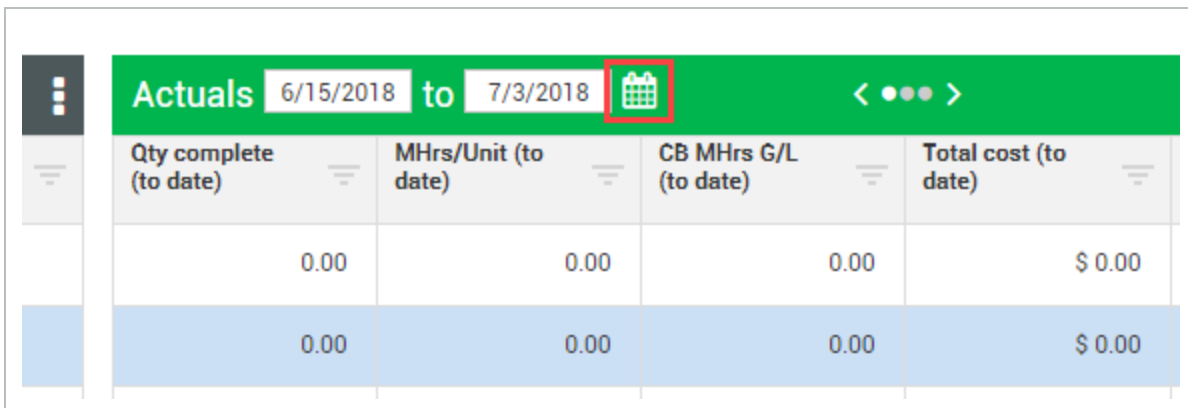 Actuals 6/15/2018 to 7/3/2018
Qty complete MHrs/Unit (to CB MHrs G/L Total cost (to
(to date) date) (to date) date)
0.00 0.00 0.00 $ 0.00
0.00 0.00 0.00 $ 0.00